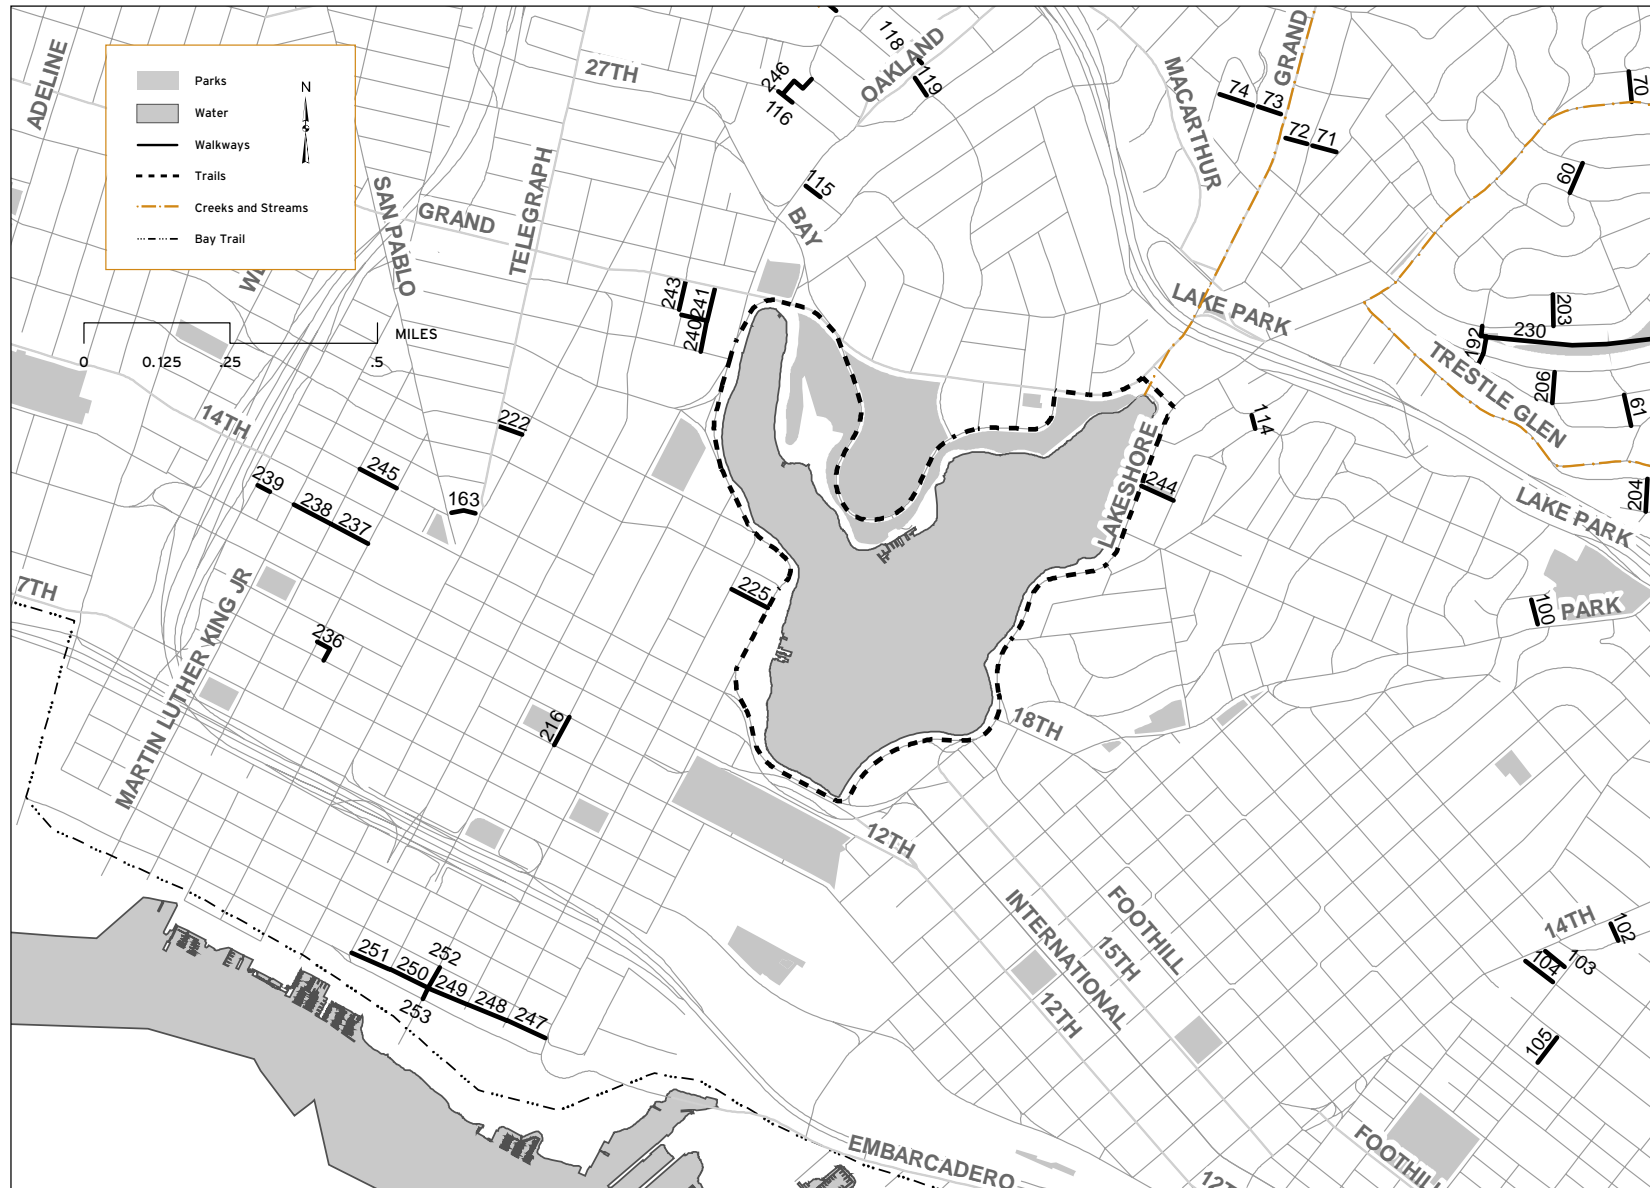 ADELINE
Parks
Water
Walkways
Trails
Creeks and Streams
Bay Trail
N
27TH
246
116
118
OAKLAND
119
MACARTHUR
GRAND
74
73
72
71
70
60
115
BAY
SAN PABLO
GRAND
TELEGRAPH
243
241
240
LAKE PARK
203
192
230
206
61
TRESTLE GLEN
MILES
0
0.125
.25
.5
14TH
222
245
239
238
237
163
114
244
LAKESHORE
204
LAKE PARK
7TH
225
100
PARK
236
MARTIN LUTHER KING JR
216
18TH
12TH
INTERNATIONAL
FOOTHILL
15TH
12TH
14TH
102
103
104
105
251
252
250
249
248
247
253
EMBARCADERO
FOOTHILL